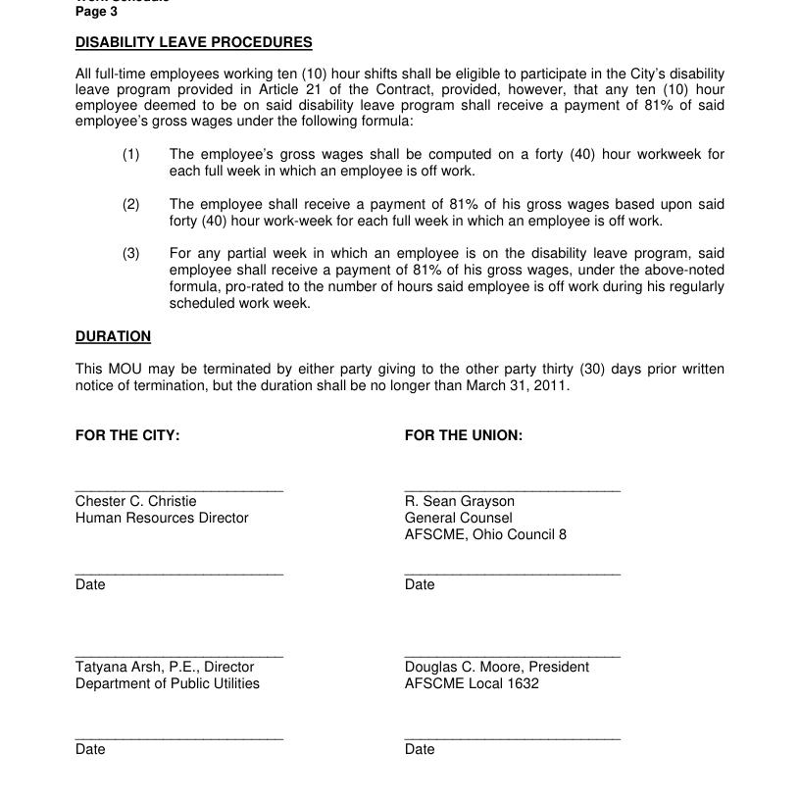 Page 3
DISABILITY LEAVE PROCEDURES
All full-time employees working ten (10) hour shifts shall be eligible to participate in the City's disability
leave program provided in Article 21 of the Contract, provided, however, that any ten (10) hour
employee deemed to be on said disability leave program shall receive a payment of 81% of said
employee's gross wages under the following formula:
(1) The employee's gross wages shall be computed on a forty (40) hour workweek for
each full week in which an employee is off work.
(2) The employee shall receive a payment of 81% of his gross wages based upon said
forty (40) hour work-week for each full week in which an employee is off work.
(3) For any partial week in which an employee is on the disability leave program, said
employee shall receive a payment of 81% of his gross wages, under the above-noted
formula, pro-rated to the number of hours said employee is off work during his regularly
scheduled work week.
DURATION
This MOU may be terminated by either party giving to the other party thirty (30) days prior written
notice of termination, but the duration shall be no longer than March 31, 2011.
FOR THE CITY: FOR THE UNION:
Chester C. Christie R. Sean Grayson
Human Resources Director General Counsel
AFSCME, Ohio Council 8
Date Date
Tatyana Arsh, P.E., Director Douglas C. Moore, President
Department of Public Utilities AFSCME Local 1632
Date Date